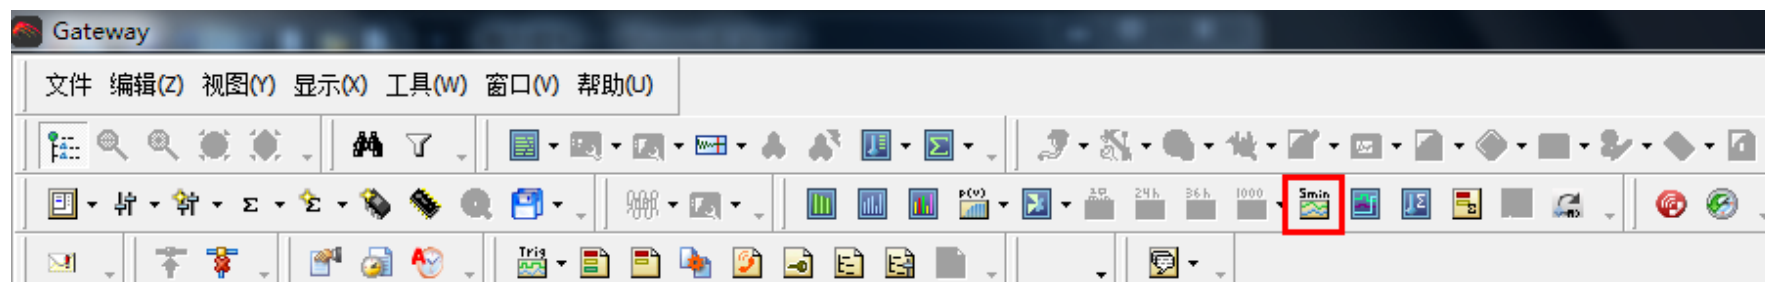 Gateway
文件 编辑(Z) 视图(Y) 显示(X) 工具(W) 窗口(V) 帮助(U)
P(v) 24h 36h 1000 5min
Trig